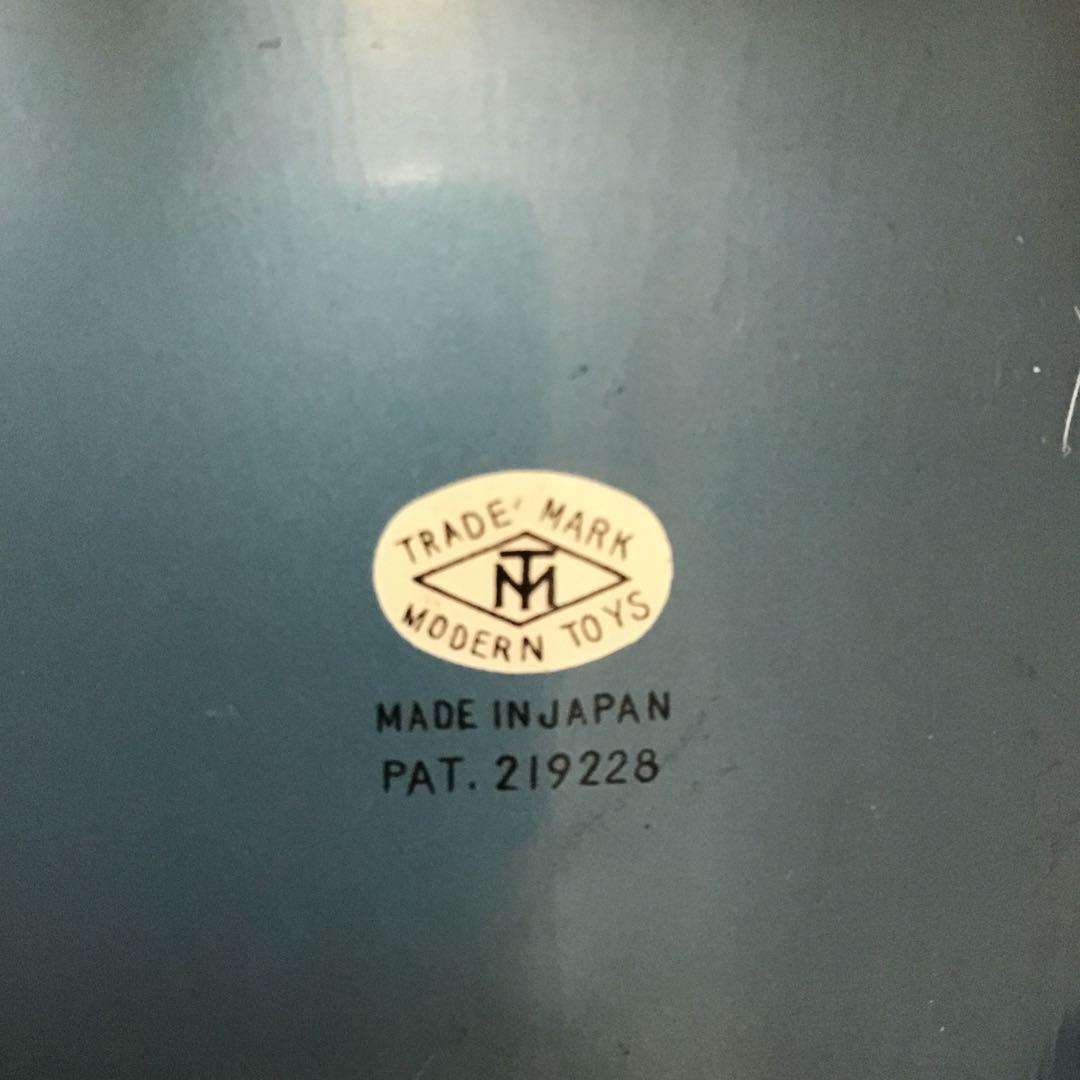 TRADE MARK
TM
MODERN TOYS
MADE IN JAPAN
PAT. 219228